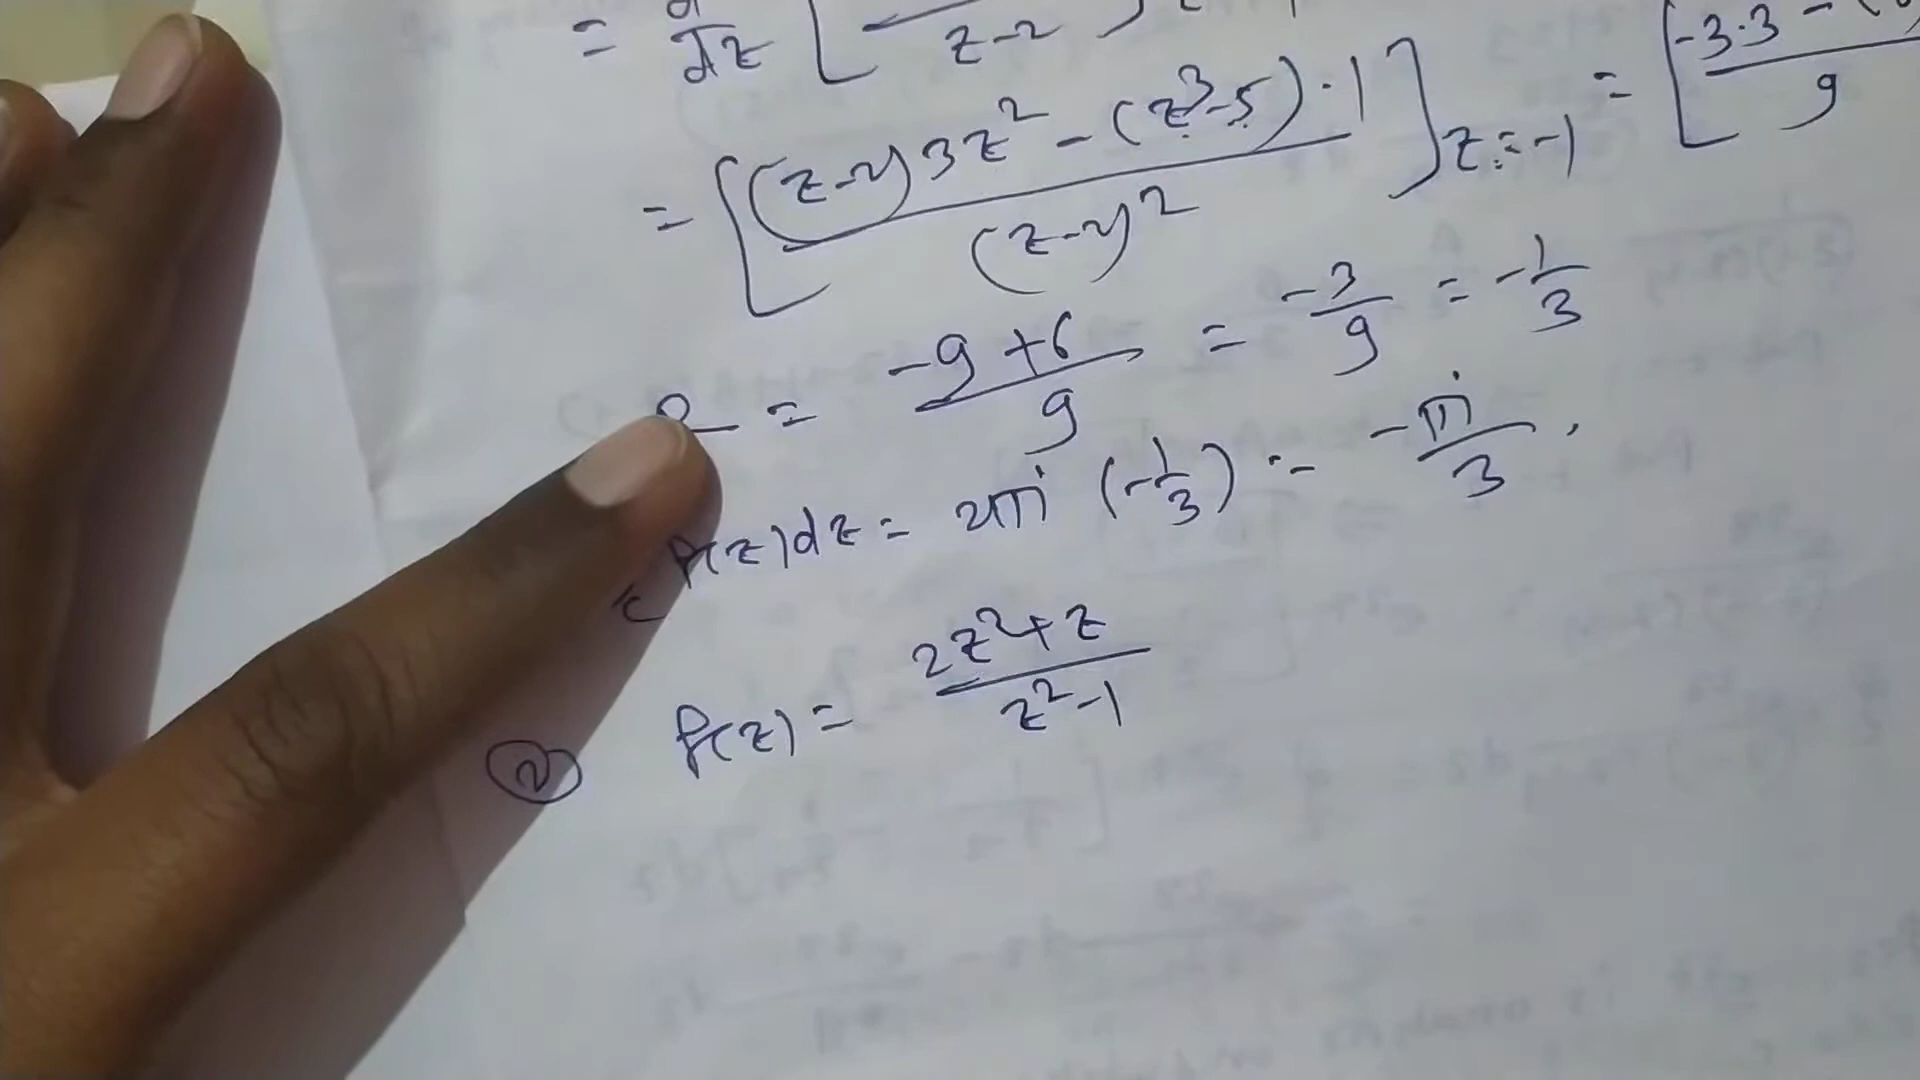 = d/dz [ / z-2 ]
= [ (z-2)3z² - (z³-5)·1 / (z-2)² ] z=-1 = [ -3·3 - ( / 9
= -9+6 / 9 = -3/9 = -1/3
c f(z)dz = 2πi (-1/3) = -πi/3 .
② f(z) = 2z²+z / z²-1